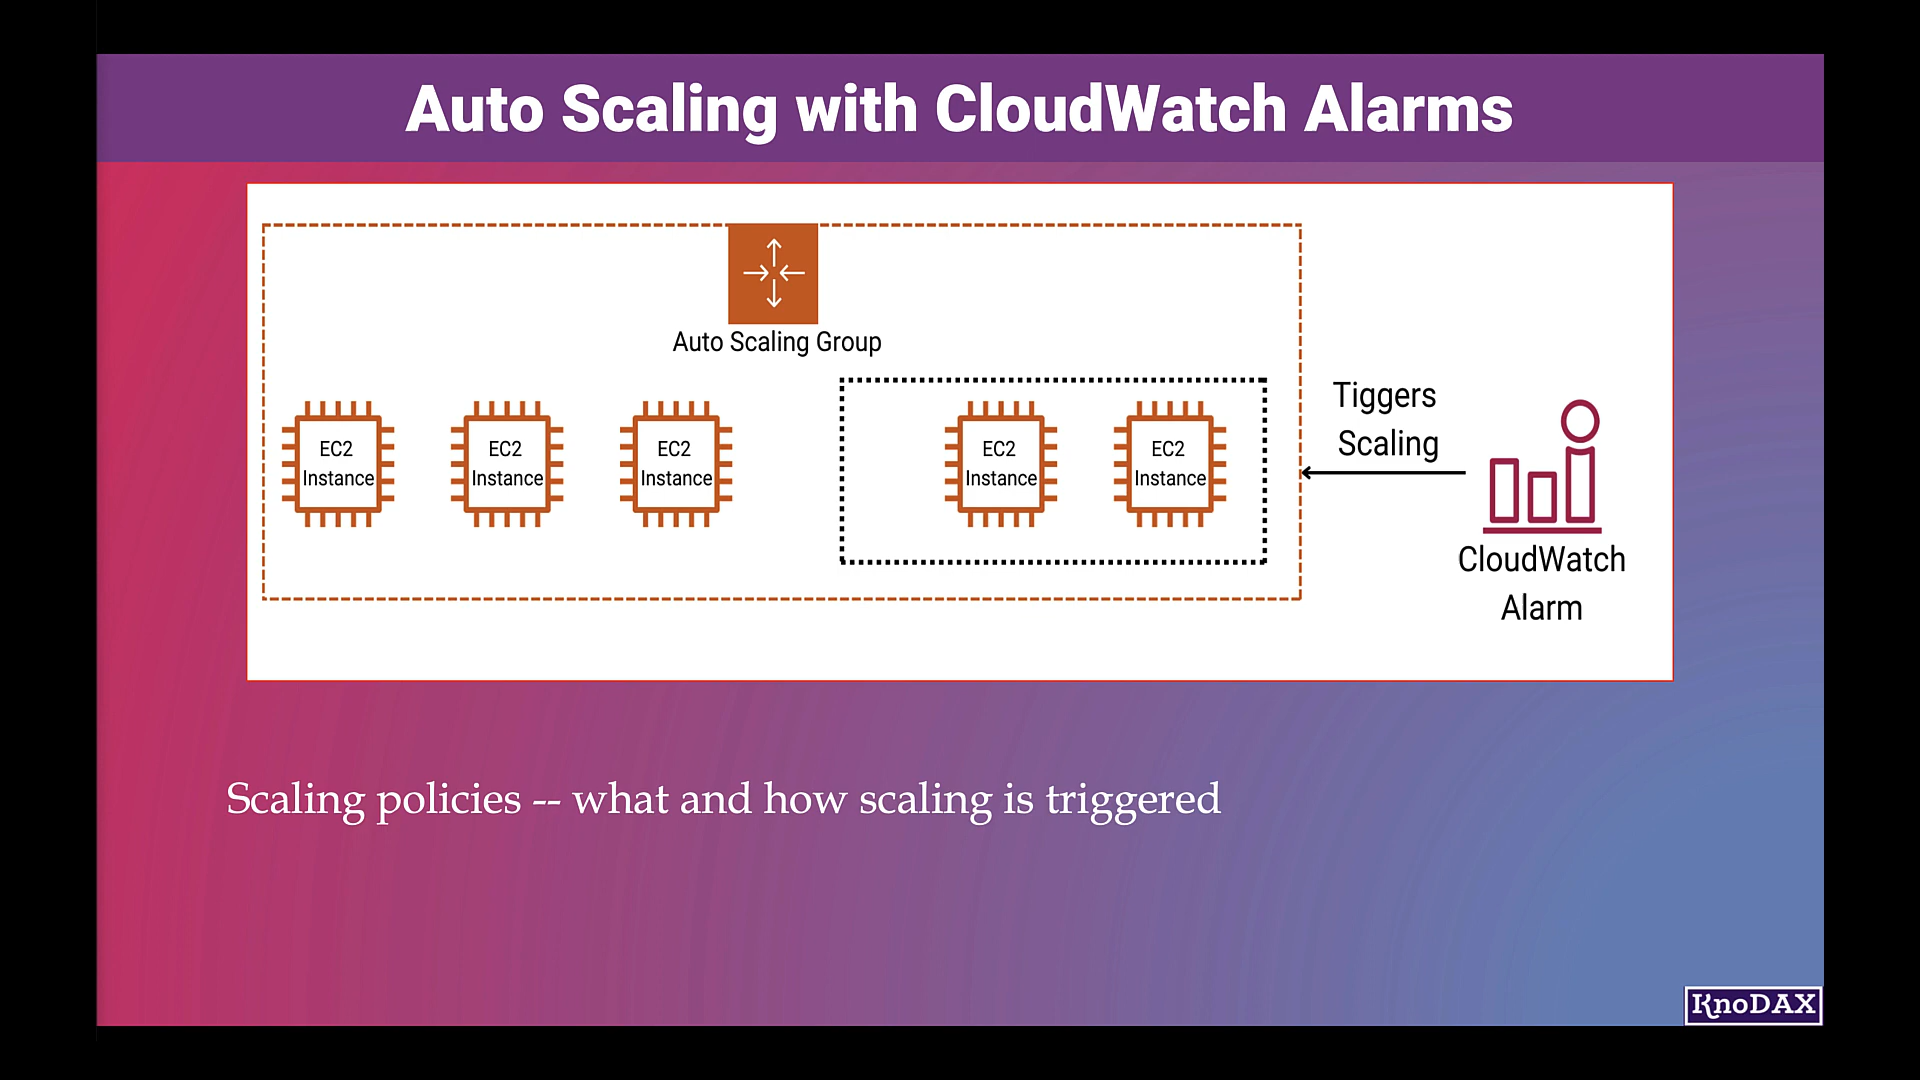 Auto Scaling with CloudWatch Alarms
Auto Scaling Group
EC2
Instance
EC2
Instance
EC2
Instance
EC2
Instance
EC2
Instance
Tiggers
Scaling
CloudWatch
Alarm
Scaling policies -- what and how scaling is triggered
KnoDAX